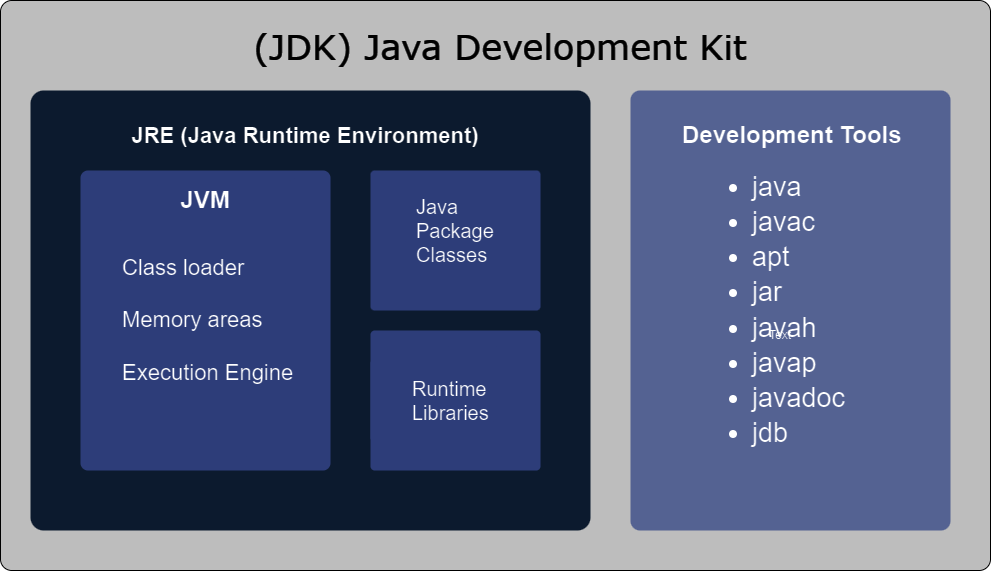 (JDK) Java Development Kit
JRE (Java Runtime Environment)
JVM
Class loader
Memory areas
Execution Engine
Java
Package
Classes
Runtime
Libraries
Development Tools
• java
• javac
• apt
• jar
• javah
Text
• javap
• javadoc
• jdb